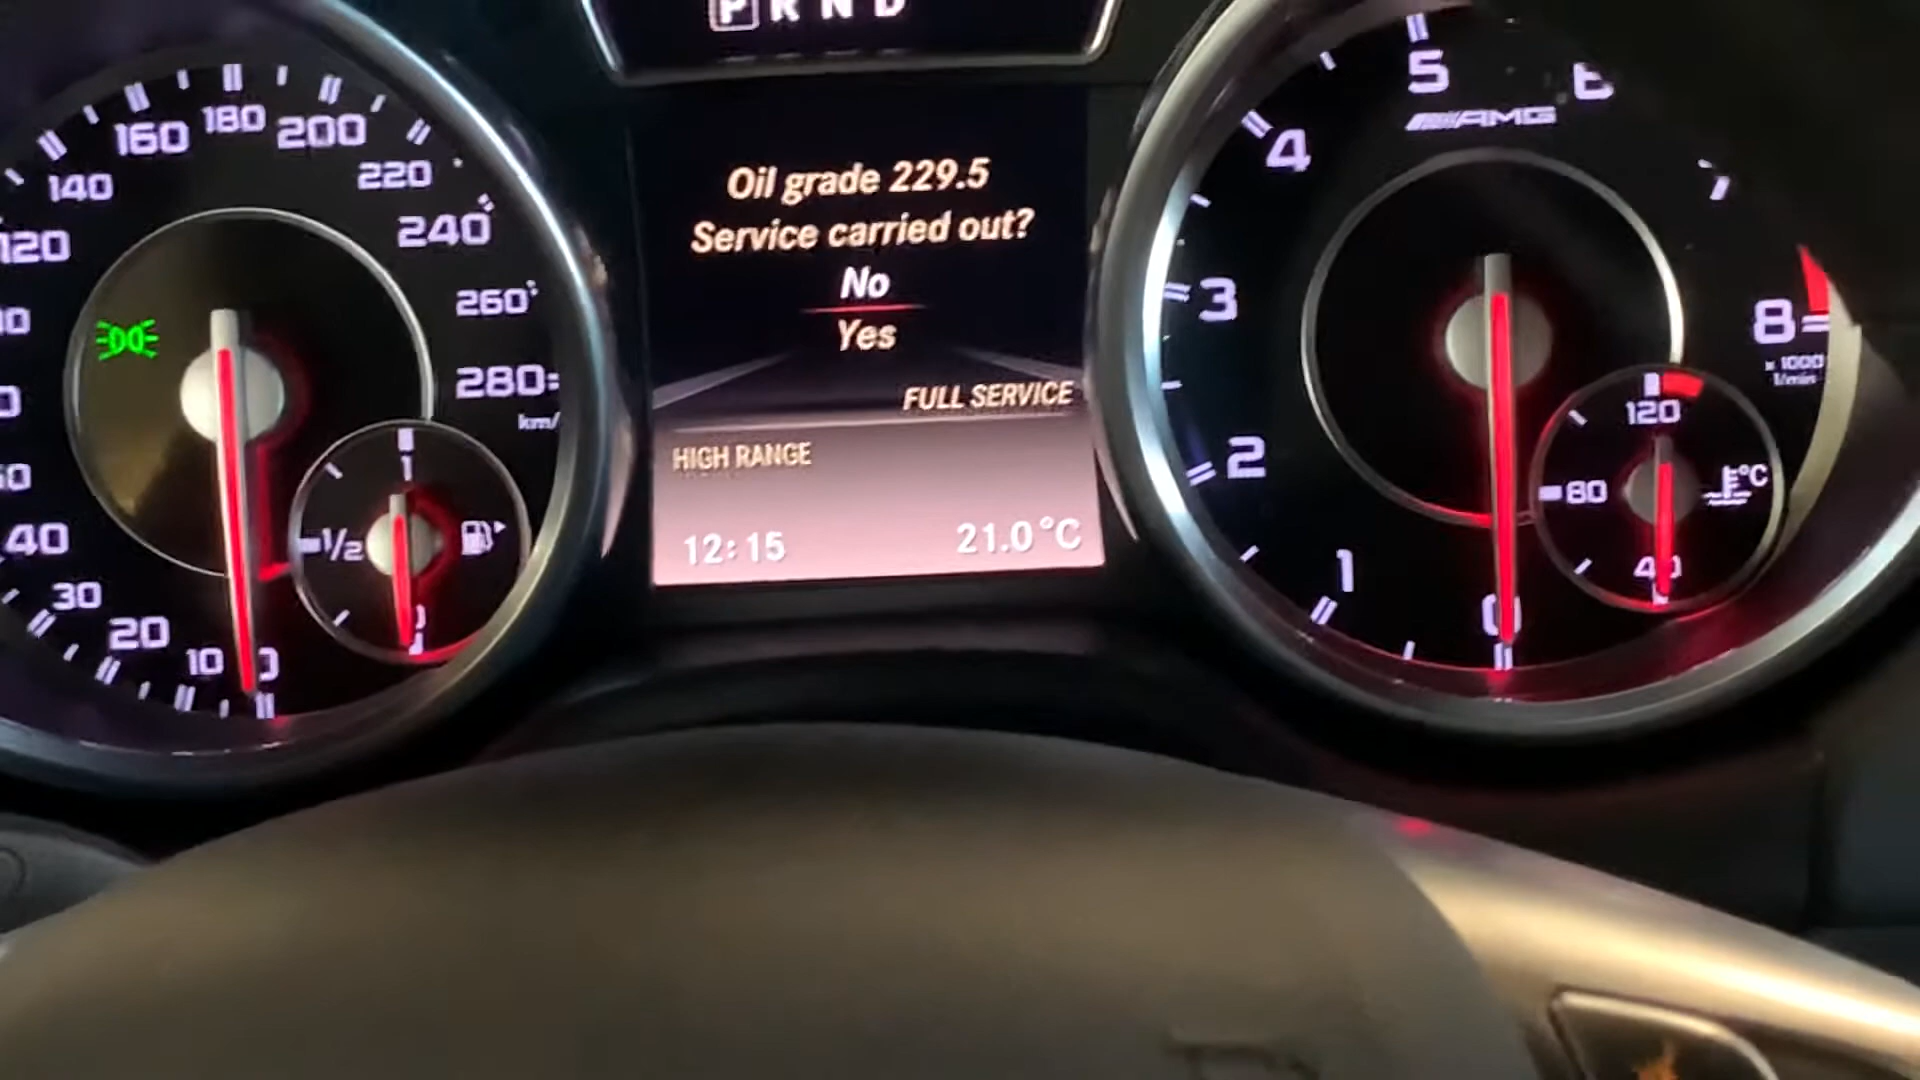 P R N D
Oil grade 229.5
Service carried out?
No
Yes
FULL SERVICE
HIGH RANGE
12:15
21.0°C
10
20
30
40
120
140
160
180
200
220
240
260
280
km/
1
1/2
0
1
2
3
4
5
6
7
8
x 1000
1/min
AMG
120
80
40
°C